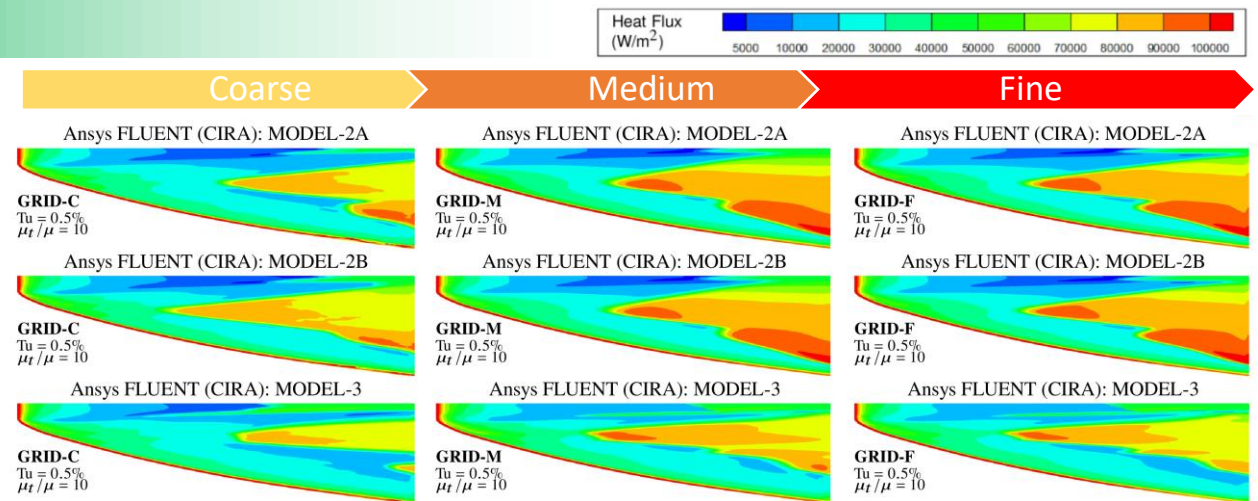 Heat Flux
(W/m²)
5000 10000 20000 30000 40000 50000 60000 70000 80000 90000 100000
Coarse Medium Fine
Ansys FLUENT (CIRA): MODEL-2A
GRID-C
Tu = 0.5%
μt/μ = 10
Ansys FLUENT (CIRA): MODEL-2A
GRID-M
Tu = 0.5%
μt/μ = 10
Ansys FLUENT (CIRA): MODEL-2A
GRID-F
Tu = 0.5%
μt/μ = 10
Ansys FLUENT (CIRA): MODEL-2B
GRID-C
Tu = 0.5%
μt/μ = 10
Ansys FLUENT (CIRA): MODEL-2B
GRID-M
Tu = 0.5%
μt/μ = 10
Ansys FLUENT (CIRA): MODEL-2B
GRID-F
Tu = 0.5%
μt/μ = 10
Ansys FLUENT (CIRA): MODEL-3
GRID-C
Tu = 0.5%
μt/μ = 10
Ansys FLUENT (CIRA): MODEL-3
GRID-M
Tu = 0.5%
μt/μ = 10
Ansys FLUENT (CIRA): MODEL-3
GRID-F
Tu = 0.5%
μt/μ = 10